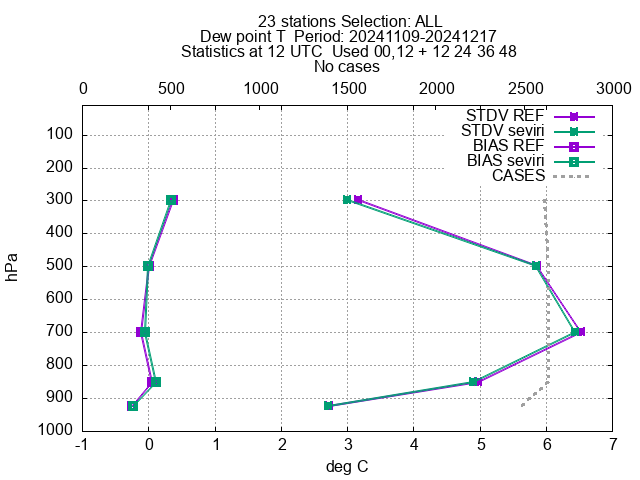 23 stations Selection: ALL
Dew point T  Period: 20241109-20241217
Statistics at 12 UTC  Used 00,12 + 12 24 36 48
No cases
0 500 1000 1500 2000 2500 3000
STDV REF
STDV seviri
BIAS REF
BIAS seviri
CASES
100
200
300
400
500
600
700
800
900
1000
hPa
-1 0 1 2 3 4 5 6 7
deg C